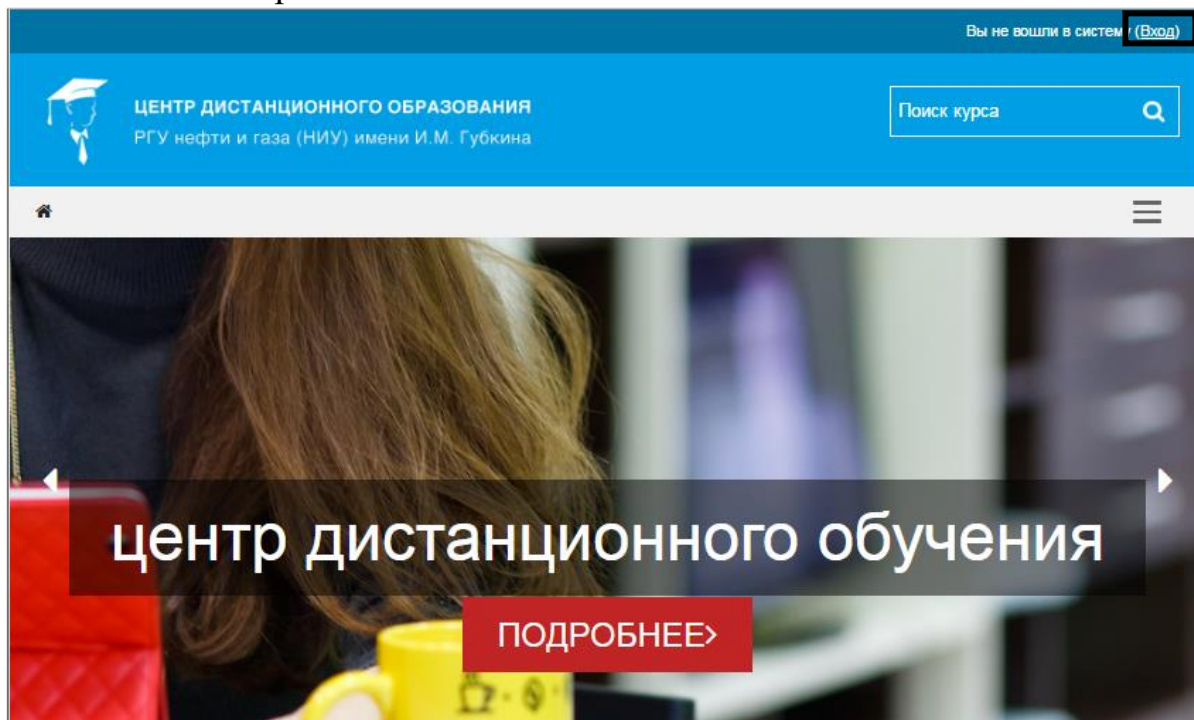 Вы не вошли в систему (Вход)
ЦЕНТР ДИСТАНЦИОННОГО ОБРАЗОВАНИЯ
РГУ нефти и газа (НИУ) имени И.М. Губкина
Поиск курса
центр дистанционного обучения
ПОДРОБНЕЕ>